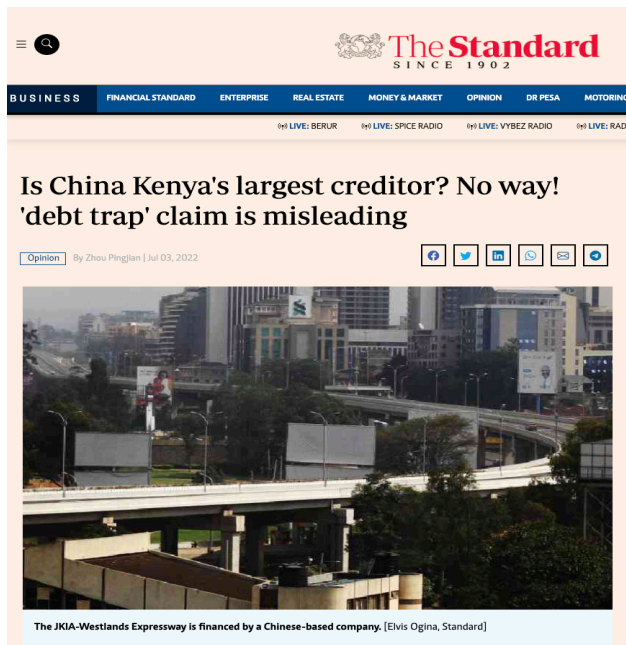 The Standard
SINCE 1902
BUSINESS FINANCIAL STANDARD ENTERPRISE REAL ESTATE MONEY & MARKET OPINION DR PESA MOTORING
LIVE: BERUR LIVE: SPICE RADIO LIVE: VYBEZ RADIO LIVE: RAD
Is China Kenya's largest creditor? No way!
'debt trap' claim is misleading
Opinion By Zhou Pingjian | Jul 03, 2022
The JKIA-Westlands Expressway is financed by a Chinese-based company. [Elvis Ogina, Standard]